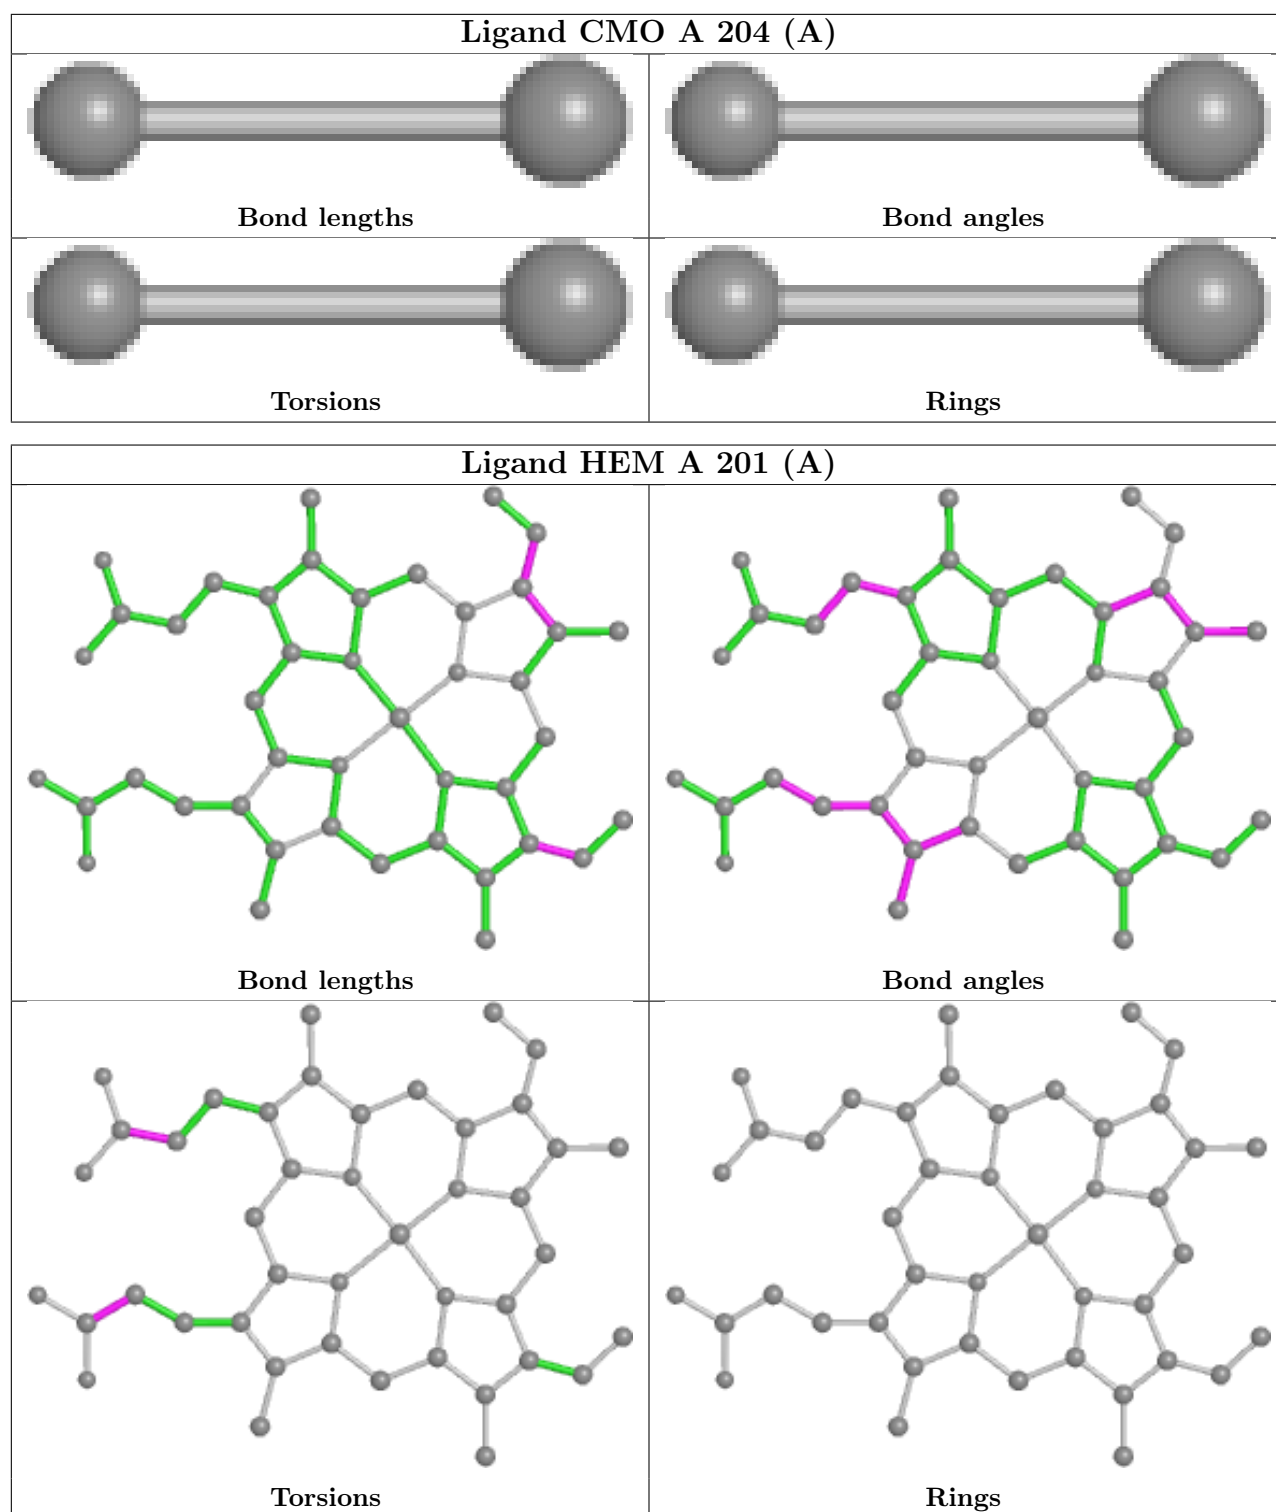 Ligand CMO A 204 (A)
Bond lengths
Bond angles
Torsions
Rings
Ligand HEM A 201 (A)
Bond lengths
Bond angles
Torsions
Rings